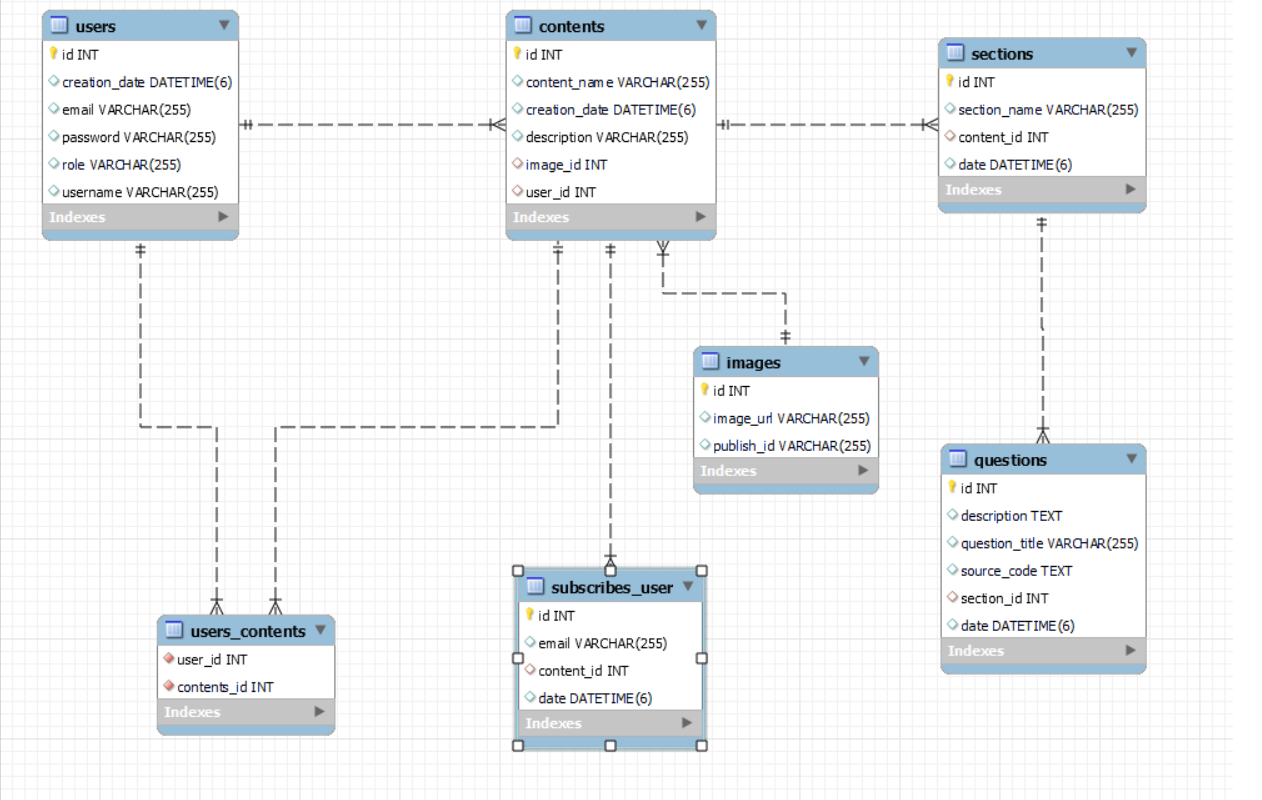 users
id INT
creation_date DATETIME(6)
email VARCHAR(255)
password VARCHAR(255)
role VARCHAR(255)
username VARCHAR(255)
Indexes
contents
id INT
content_name VARCHAR(255)
creation_date DATETIME(6)
description VARCHAR(255)
image_id INT
user_id INT
Indexes
sections
id INT
section_name VARCHAR(255)
content_id INT
date DATETIME(6)
Indexes
images
id INT
image_url VARCHAR(255)
publish_id VARCHAR(255)
Indexes
questions
id INT
description TEXT
question_title VARCHAR(255)
source_code TEXT
section_id INT
date DATETIME(6)
Indexes
users_contents
user_id INT
contents_id INT
Indexes
subscribes_user
id INT
email VARCHAR(255)
content_id INT
date DATETIME(6)
Indexes